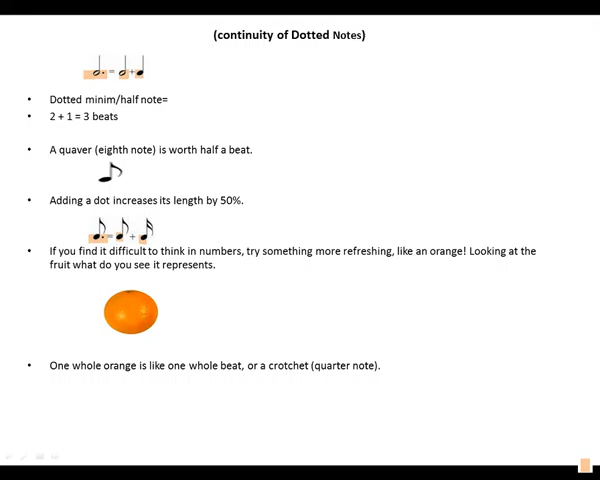 (continuity of Dotted Notes)
= +
• Dotted minim/half note=
• 2 + 1 = 3 beats
• A quaver (eighth note) is worth half a beat.
• Adding a dot increases its length by 50%.
= +
• If you find it difficult to think in numbers, try something more refreshing, like an orange! Looking at the
fruit what do you see it represents.
• One whole orange is like one whole beat, or a crotchet (quarter note).